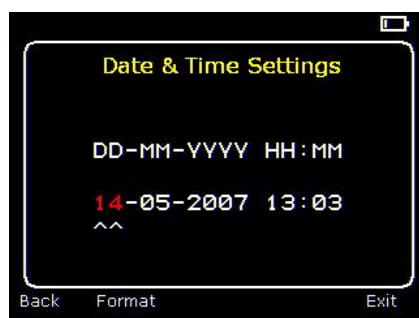 Date & Time Settings
DD-MM-YYYY HH:MM
14-05-2007 13:03
^^
Back Format Exit